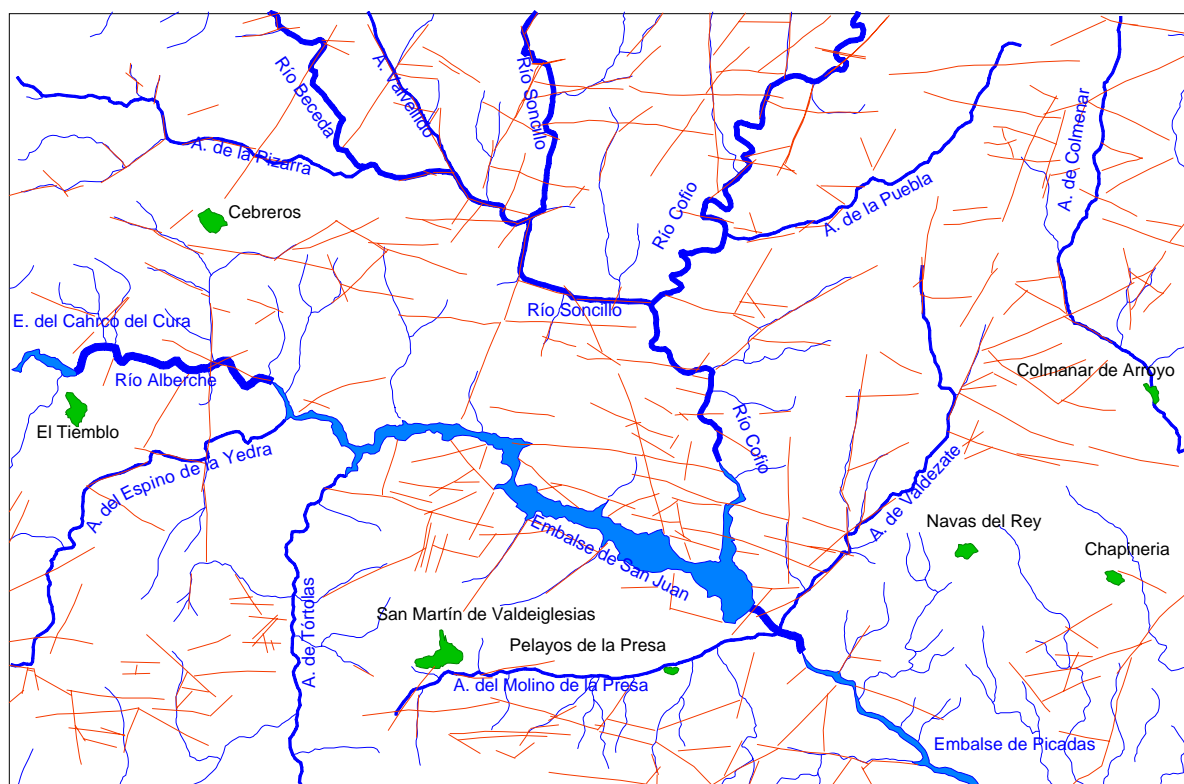 Río Beceda
A. Valvellido
Río Soncillo
A. de la Pizarra
Cebreros
Río Cofio
A. de la Puebla
A. de Colmenar
E. del Cahrco del Cura
Río Soncillo
Río Alberche
El Tiemblo
Colmanar de Arroyo
Río Cofio
A. del Espino de la Yedra
A. de Valdezate
Navas del Rey
Embalse de San Juan
Chapineria
A. de Tórtolas
San Martín de Valdeiglesias
Pelayos de la Presa
A. del Molino de la Presa
Embalse de Picadas